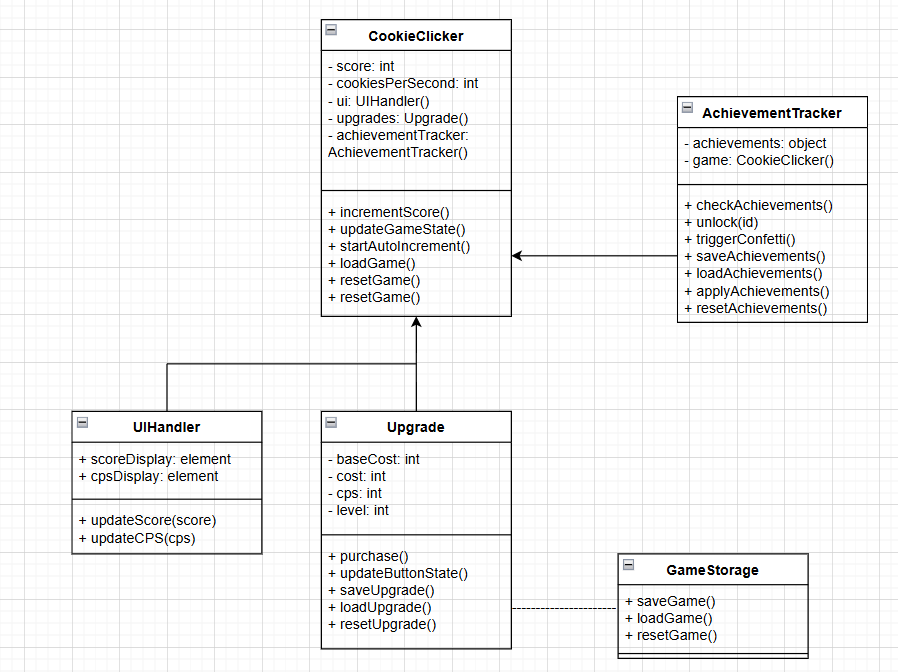 CookieClicker
- score: int
- cookiesPerSecond: int
- ui: UIHandler()
- upgrades: Upgrade()
- achievementTracker:
AchievementTracker()
+ incrementScore()
+ updateGameState()
+ startAutoIncrement()
+ loadGame()
+ resetGame()
+ resetGame()
AchievementTracker
- achievements: object
- game: CookieClicker()
+ checkAchievements()
+ unlock(id)
+ triggerConfetti()
+ saveAchievements()
+ loadAchievements()
+ applyAchievements()
+ resetAchievements()
UIHandler
+ scoreDisplay: element
+ cpsDisplay: element
+ updateScore(score)
+ updateCPS(cps)
Upgrade
- baseCost: int
- cost: int
- cps: int
- level: int
+ purchase()
+ updateButtonState()
+ saveUpgrade()
+ loadUpgrade()
+ resetUpgrade()
GameStorage
+ saveGame()
+ loadGame()
+ resetGame()